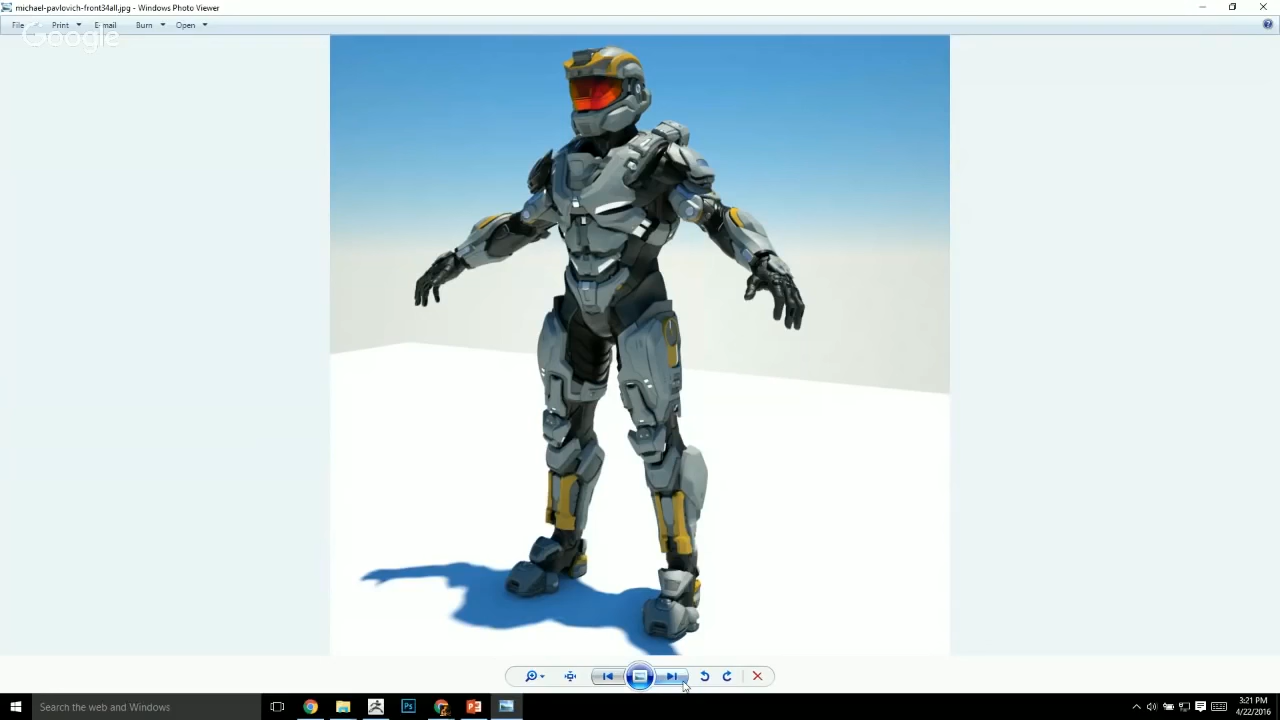 michael-pavlovich-front34all.jpg - Windows Photo Viewer
File Print E-mail Burn Open
Google
Search the web and Windows
3:21 PM
4/22/2016